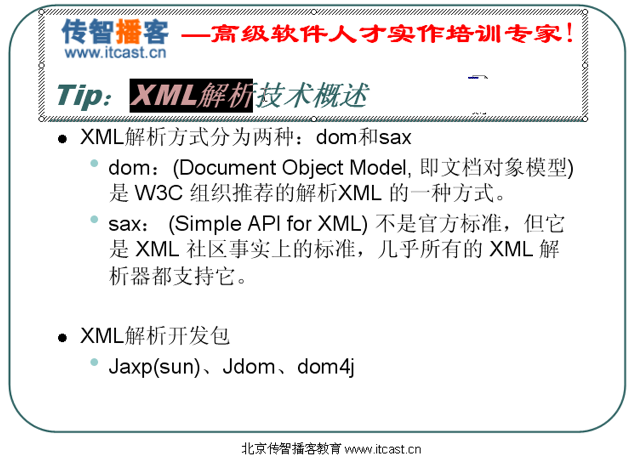 传智播客 —高级软件人才实作培训专家!
www.itcast.cn
Tip: XML解析技术概述
● XML解析方式分为两种：dom和sax
• dom：(Document Object Model, 即文档对象模型)
是 W3C 组织推荐的解析XML 的一种方式。
• sax： (Simple API for XML) 不是官方标准，但它
是 XML 社区事实上的标准，几乎所有的 XML 解
析器都支持它。
● XML解析开发包
• Jaxp(sun)、Jdom、dom4j
北京传智播客教育 www.itcast.cn